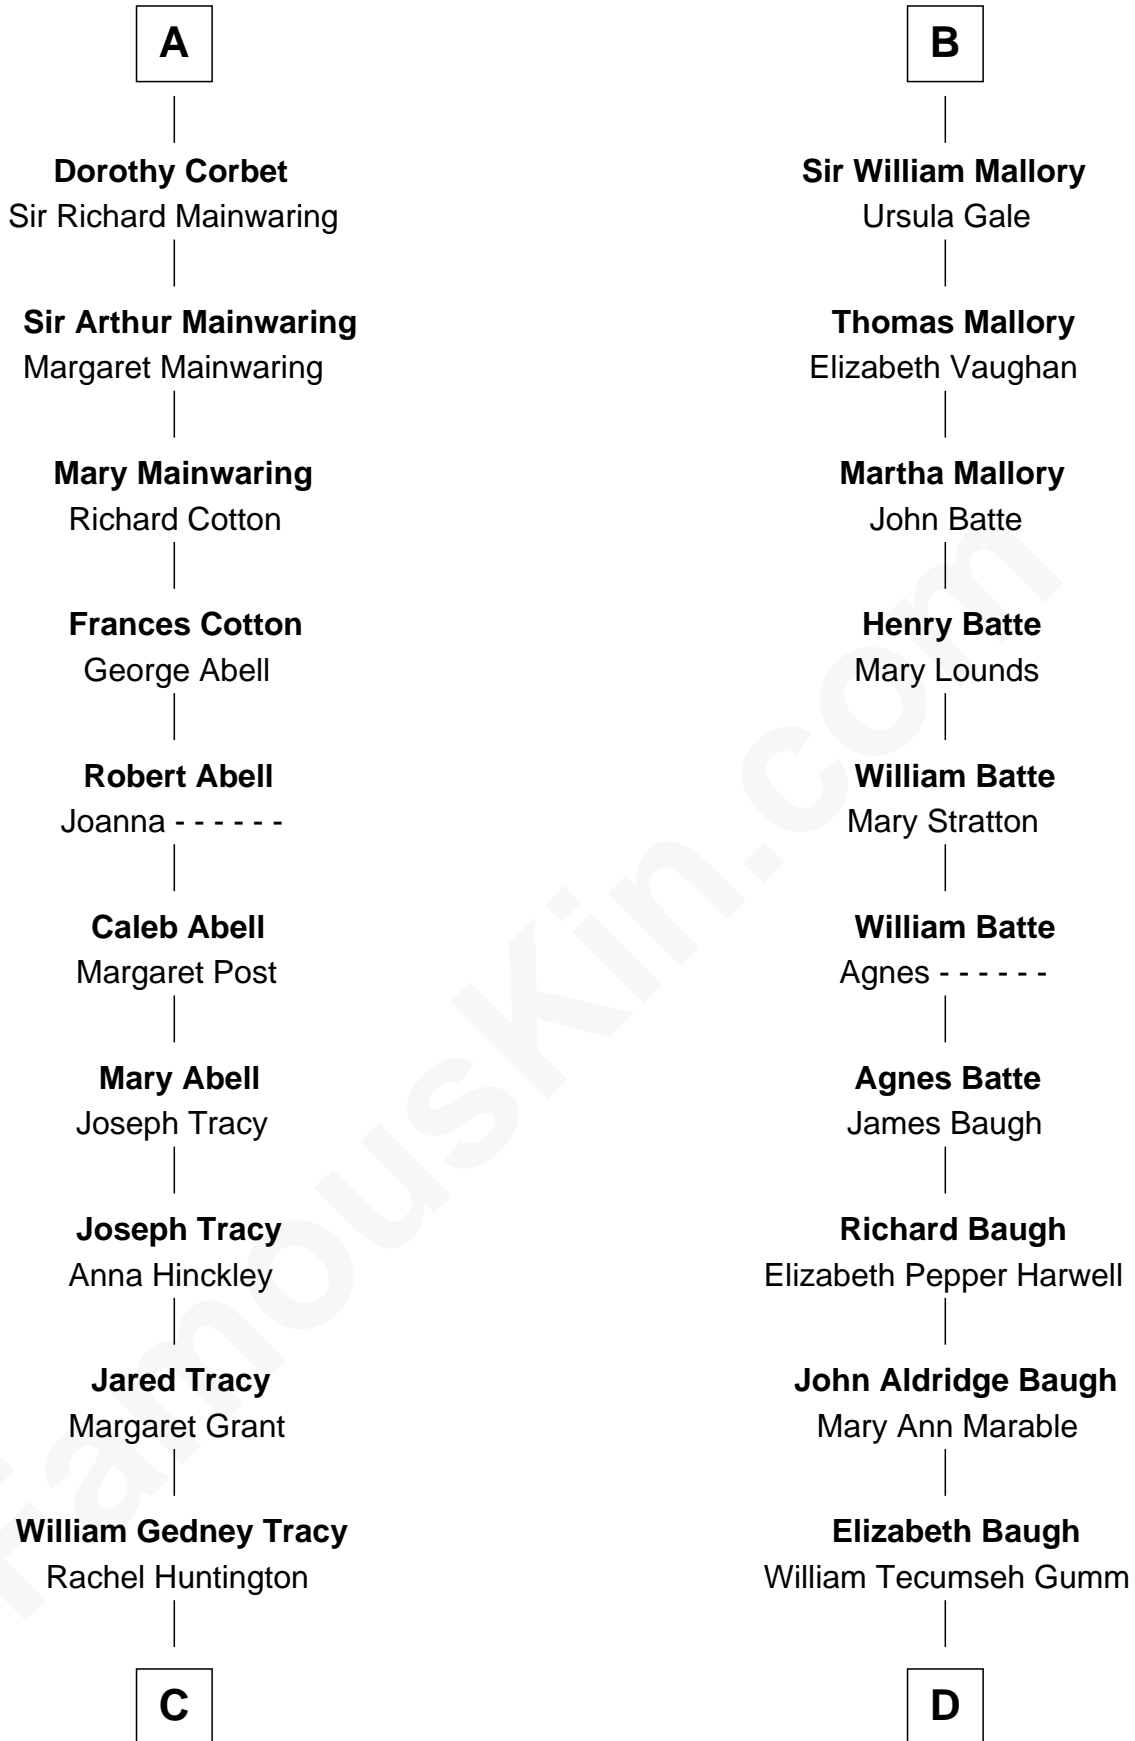 A
Dorothy Corbet
Sir Richard Mainwaring
Sir Arthur Mainwaring
Margaret Mainwaring
Mary Mainwaring
Richard Cotton
Frances Cotton
George Abell
Robert Abell
Joanna - - - - - -
Caleb Abell
Margaret Post
Mary Abell
Joseph Tracy
Joseph Tracy
Anna Hinckley
Jared Tracy
Margaret Grant
William Gedney Tracy
Rachel Huntington
C
B
Sir William Mallory
Ursula Gale
Thomas Mallory
Elizabeth Vaughan
Martha Mallory
John Batte
Henry Batte
Mary Lounds
William Batte
Mary Stratton
William Batte
Agnes - - - - - -
Agnes Batte
James Baugh
Richard Baugh
Elizabeth Pepper Harwell
John Aldridge Baugh
Mary Ann Marable
Elizabeth Baugh
William Tecumseh Gumm
D
FamousKin.com